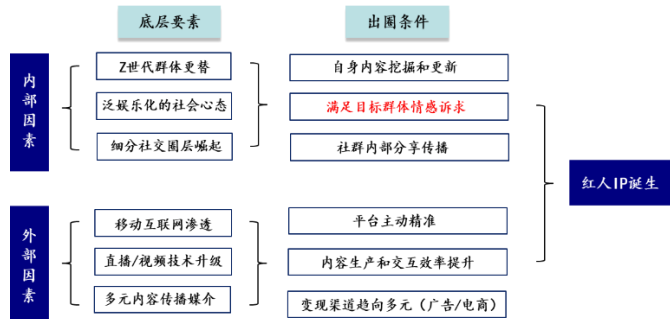 底层要素
出圈条件
内部因素
Z世代群体更替
泛娱乐化的社会心态
细分社交圈层崛起
自身内容挖掘和更新
满足目标群体情感诉求
社群内部分享传播
外部因素
移动互联网渗透
直播/视频技术升级
多元内容传播媒介
平台主动精准
内容生产和交互效率提升
变现渠道趋向多元（广告/电商）
红人IP诞生